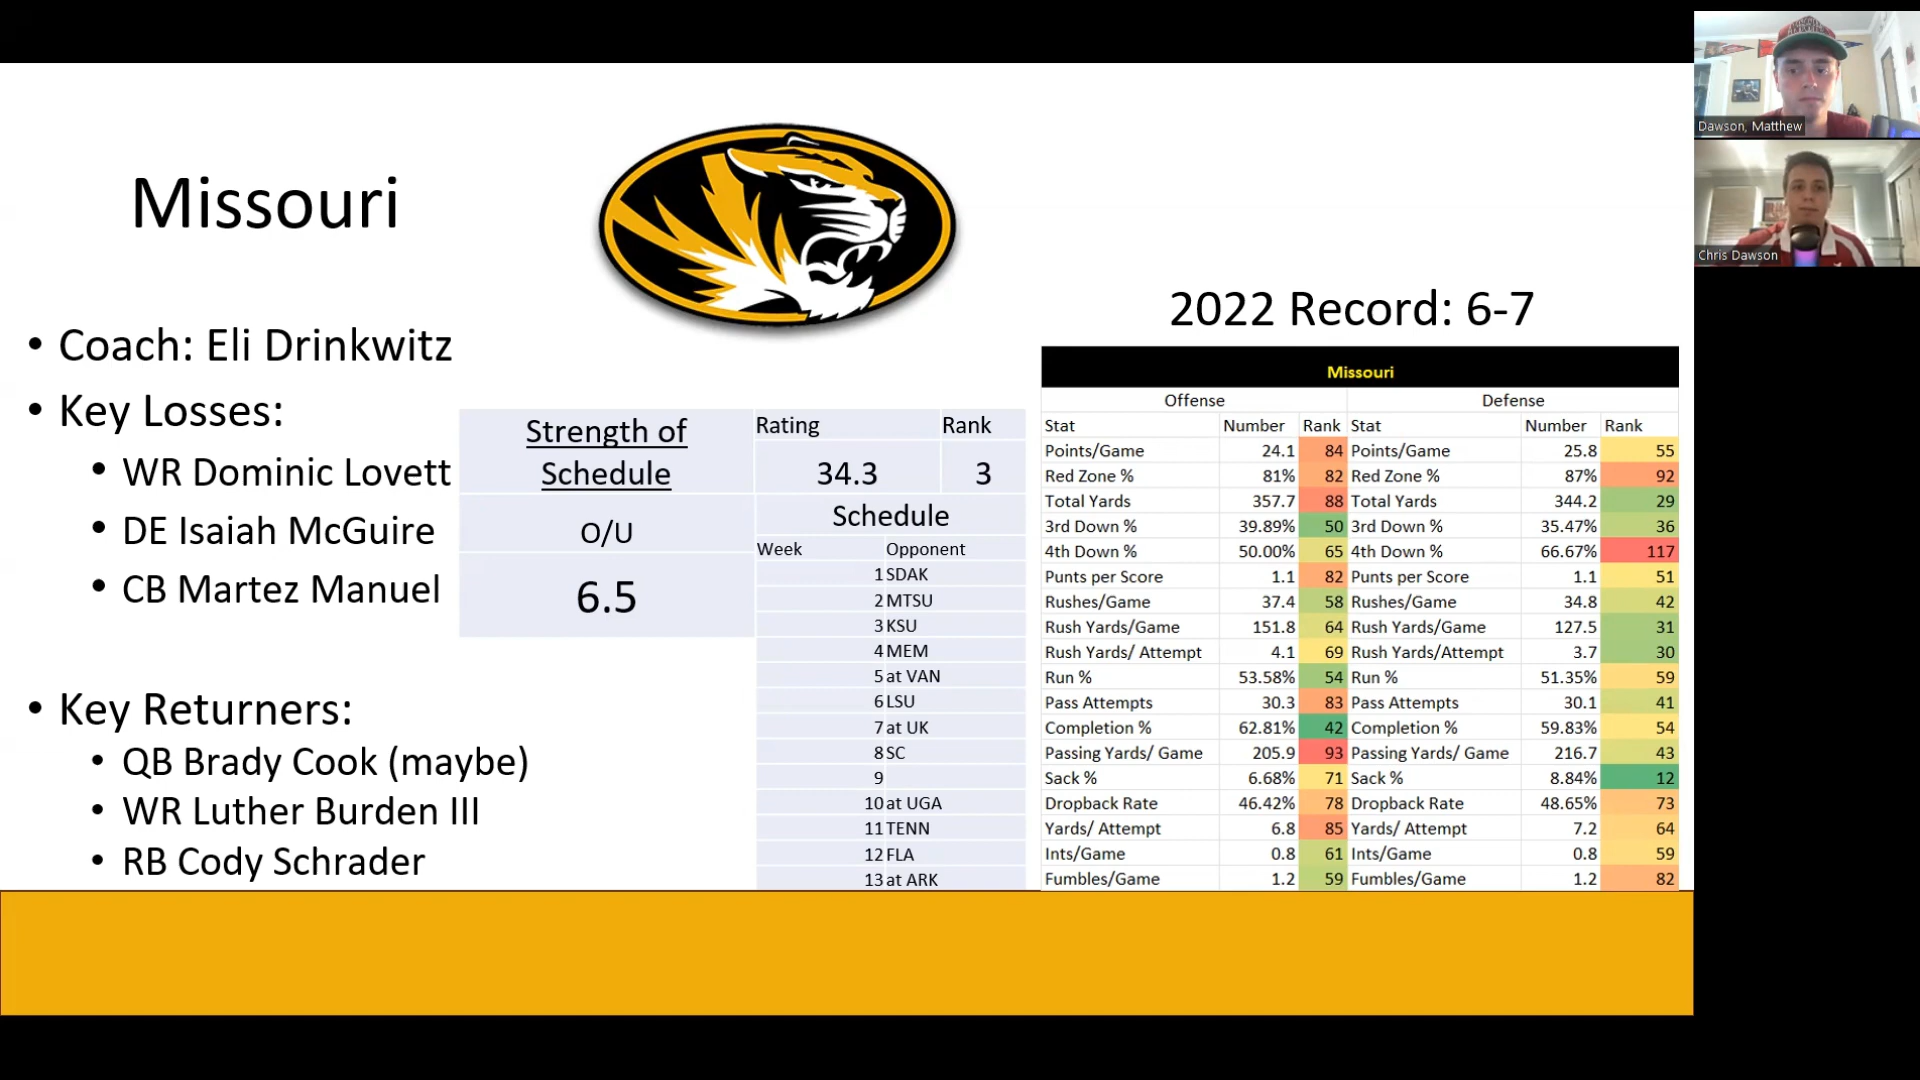 Missouri
• Coach: Eli Drinkwitz
• Key Losses:
• WR Dominic Lovett
• DE Isaiah McGuire
• CB Martez Manuel
• Key Returners:
• QB Brady Cook (maybe)
• WR Luther Burden III
• RB Cody Schrader
Strength of
Schedule
Rating Rank
34.3 3
O/U
6.5
Schedule
Week Opponent
1 SDAK
2 MTSU
3 KSU
4 MEM
5 at VAN
6 LSU
7 at UK
8 SC
9
10 at UGA
11 TENN
12 FLA
13 at ARK
2022 Record: 6-7
Missouri
Offense Defense
Stat Number Rank Stat Number Rank
Points/Game 24.1 84 Points/Game 25.8 55
Red Zone % 81% 82 Red Zone % 87% 92
Total Yards 357.7 88 Total Yards 344.2 29
3rd Down % 39.89% 50 3rd Down % 35.47% 36
4th Down % 50.00% 65 4th Down % 66.67% 117
Punts per Score 1.1 82 Punts per Score 1.1 51
Rushes/Game 37.4 58 Rushes/Game 34.8 42
Rush Yards/Game 151.8 64 Rush Yards/Game 127.5 31
Rush Yards/ Attempt 4.1 69 Rush Yards/Attempt 3.7 30
Run % 53.58% 54 Run % 51.35% 59
Pass Attempts 30.3 83 Pass Attempts 30.1 41
Completion % 62.81% 42 Completion % 59.83% 54
Passing Yards/ Game 205.9 93 Passing Yards/ Game 216.7 43
Sack % 6.68% 71 Sack % 8.84% 12
Dropback Rate 46.42% 78 Dropback Rate 48.65% 73
Yards/ Attempt 6.8 85 Yards/ Attempt 7.2 64
Ints/Game 0.8 61 Ints/Game 0.8 59
Fumbles/Game 1.2 59 Fumbles/Game 1.2 82
Dawson, Matthew
Chris Dawson